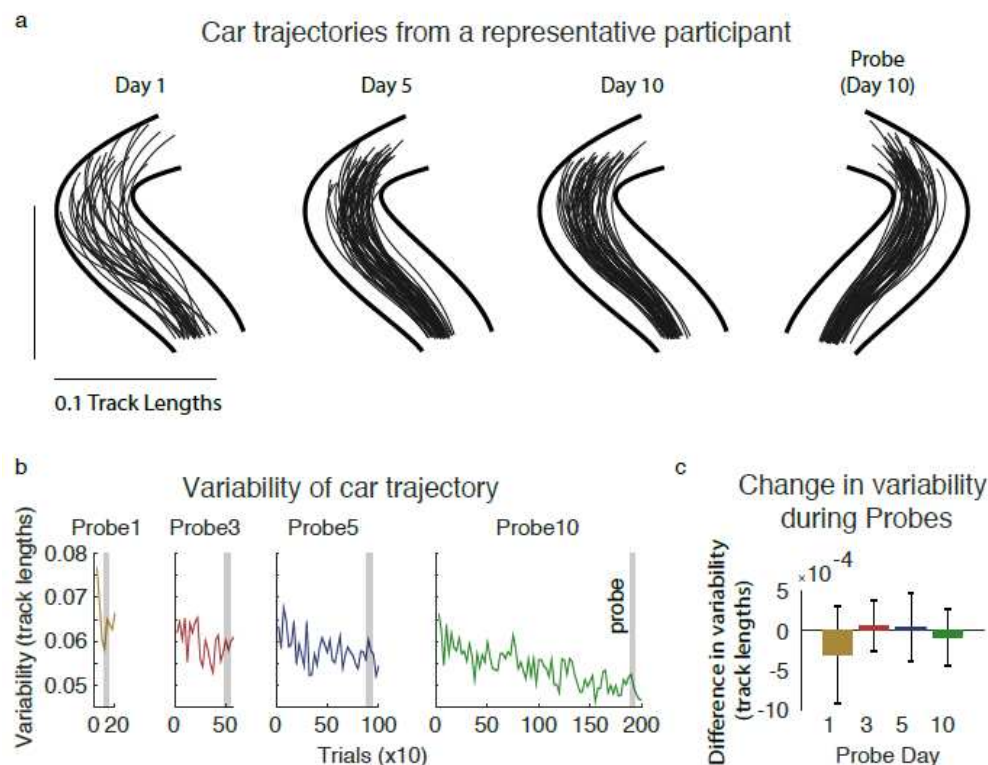 a
Car trajectories from a representative participant
Day 1
Day 5
Day 10
Probe
(Day 10)
0.1 Track Lengths
b
Variability of car trajectory
Probe1
Probe3
Probe5
Probe10
Variability (track lengths)
0.08
0.07
0.06
0.05
probe
0 20
0 50
0 50 100
0 50 100 150 200
Trials (x10)
c
Change in variability
during Probes
Difference in variability
(track lengths)
×10 -4
5
0
-5
-10
1 3 5 10
Probe Day